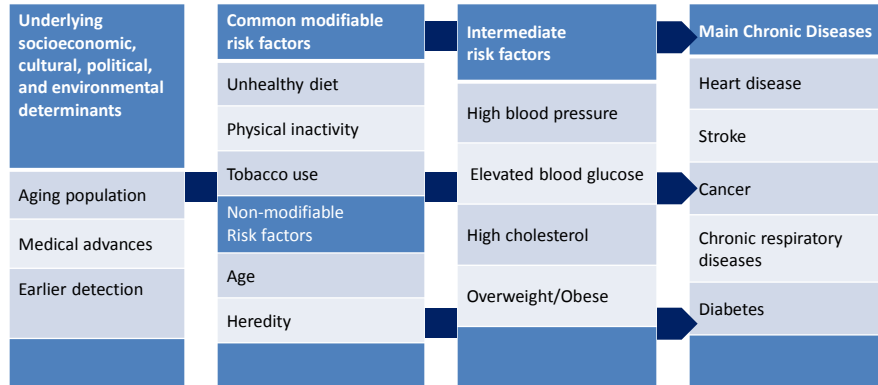 Underlying
socioeconomic,
cultural, political,
and environmental
determinants
Aging population
Medical advances
Earlier detection
Common modifiable
risk factors
Unhealthy diet
Physical inactivity
Tobacco use
Non-modifiable
Risk factors
Age
Heredity
Intermediate
risk factors
High blood pressure
Elevated blood glucose
High cholesterol
Overweight/Obese
Main Chronic Diseases
Heart disease
Stroke
Cancer
Chronic respiratory
diseases
Diabetes